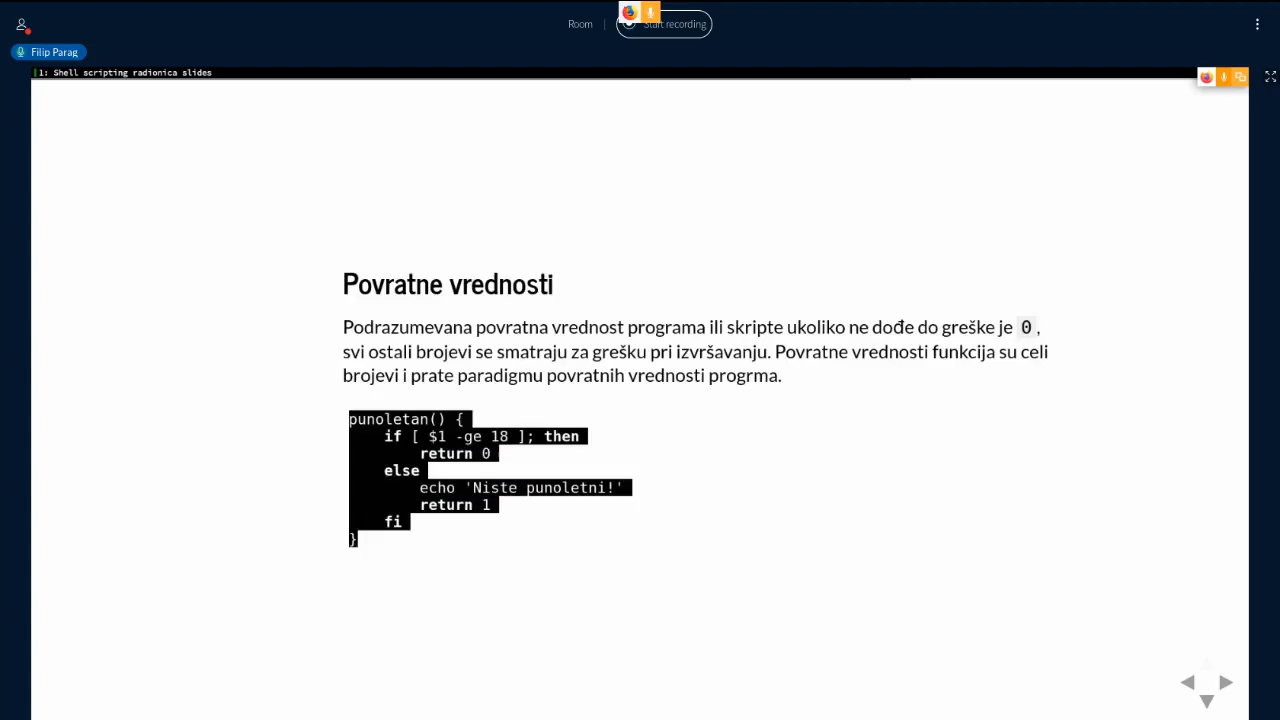 Room
Start recording
Filip Parag
1: Shell scripting radionica slides
Povratne vrednosti
Podrazumevana povratna vrednost programa ili skripte ukoliko ne dođe do greške je 0 ,
svi ostali brojevi se smatraju za grešku pri izvršavanju. Povratne vrednosti funkcija su celi
brojevi i prate paradigmu povratnih vrednosti progrma.
punoletan() {
    if [ $1 -ge 18 ]; then
        return 0
    else
        echo 'Niste punoletni!'
        return 1
    fi
}